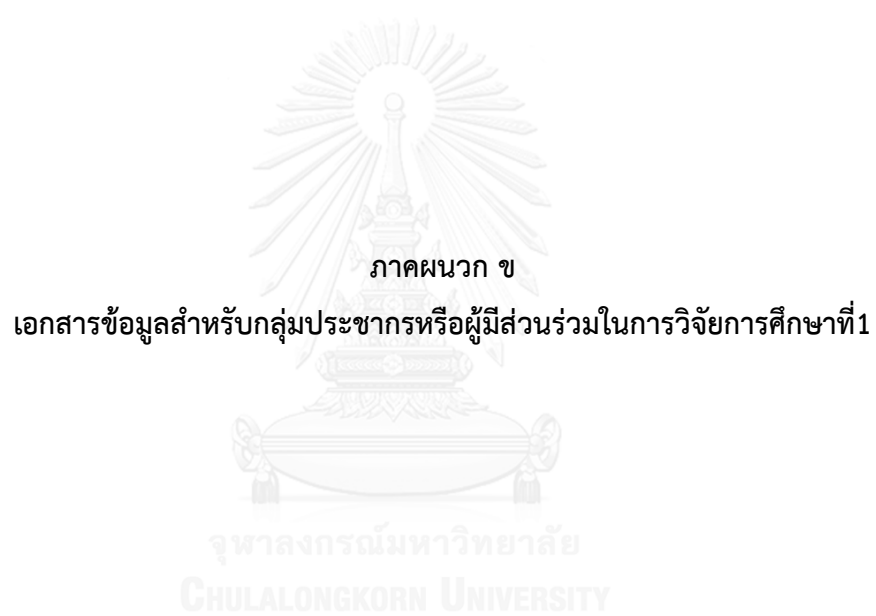 ภาคผนวก ข
เอกสารข้อมูลสำหรับกลุ่มประชากรหรือผู้มีส่วนร่วมในการวิจัยการศึกษาที่1
จุฬาลงกรณ์มหาวิทยาลัย
CHULALONGKORN UNIVERSITY